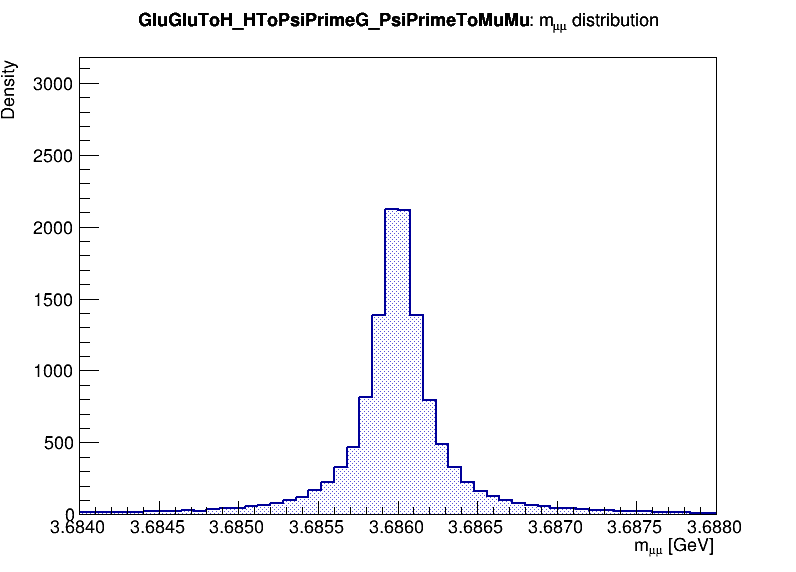 GluGluToH_HToPsiPrimeG_PsiPrimeToMuMu: mμμ distribution
Density
3000
2500
2000
1500
1000
500
0
3.6840 3.6845 3.6850 3.6855 3.6860 3.6865 3.6870 3.6875 3.6880
mμμ [GeV]